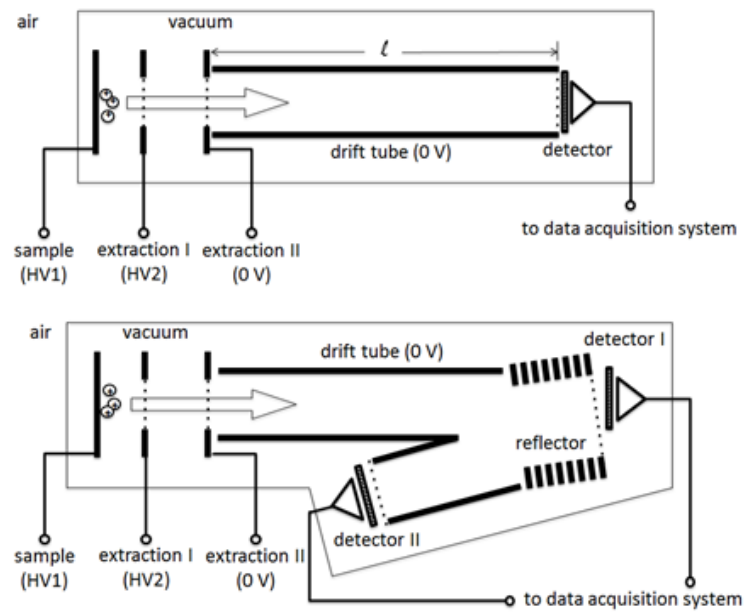 air
vacuum
ℓ
drift tube (0 V)
detector
to data acquisition system
sample
(HV1)
extraction I
(HV2)
extraction II
(0 V)
air
vacuum
drift tube (0 V)
detector I
reflector
detector II
sample
(HV1)
extraction I
(HV2)
extraction II
(0 V)
to data acquisition system